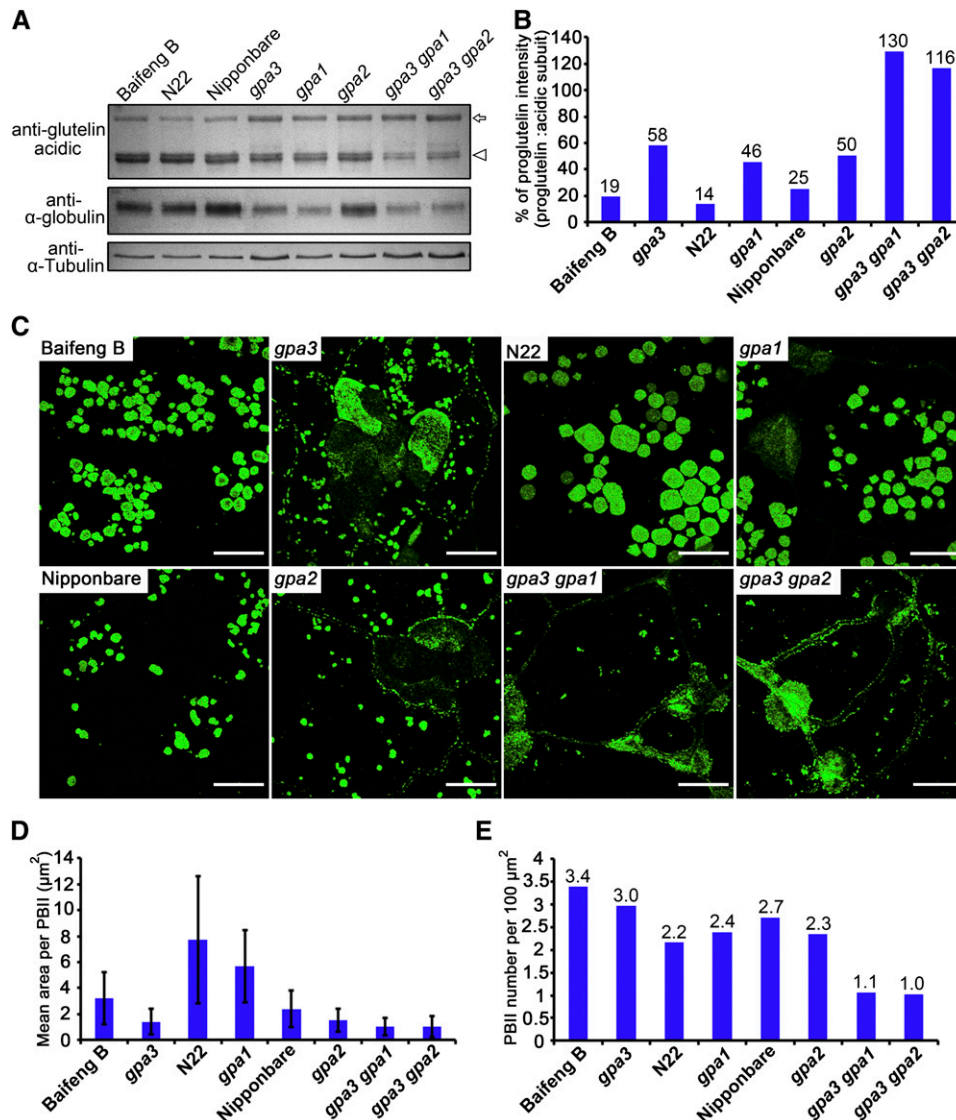 A
Baifeng B
N22
Nipponbare
gpa3
gpa1
gpa2
gpa3 gpa1
gpa3 gpa2
anti-glutelin
acidic
anti-
α-globulin
anti-
α-Tubulin
B
% of proglutelin intensity
(proglutelin :acidic subuit)
140
120
100
80
60
40
20
0
19
58
14
46
25
50
130
116
Baifeng B
gpa3
N22
gpa1
Nipponbare
gpa2
gpa3 gpa1
gpa3 gpa2
C
Baifeng B
gpa3
N22
gpa1
Nipponbare
gpa2
gpa3 gpa1
gpa3 gpa2
D
Mean area per PBII (µm²)
14
12
10
8
6
4
2
0
Baifeng B
gpa3
N22
gpa1
Nipponbare
gpa2
gpa3 gpa1
gpa3 gpa2
E
PBII number per 100 µm²
4
3.5
3
2.5
2
1.5
1
0.5
0
3.4
3.0
2.2
2.4
2.7
2.3
1.1
1.0
Baifeng B
gpa3
N22
gpa1
Nipponbare
gpa2
gpa3 gpa1
gpa3 gpa2